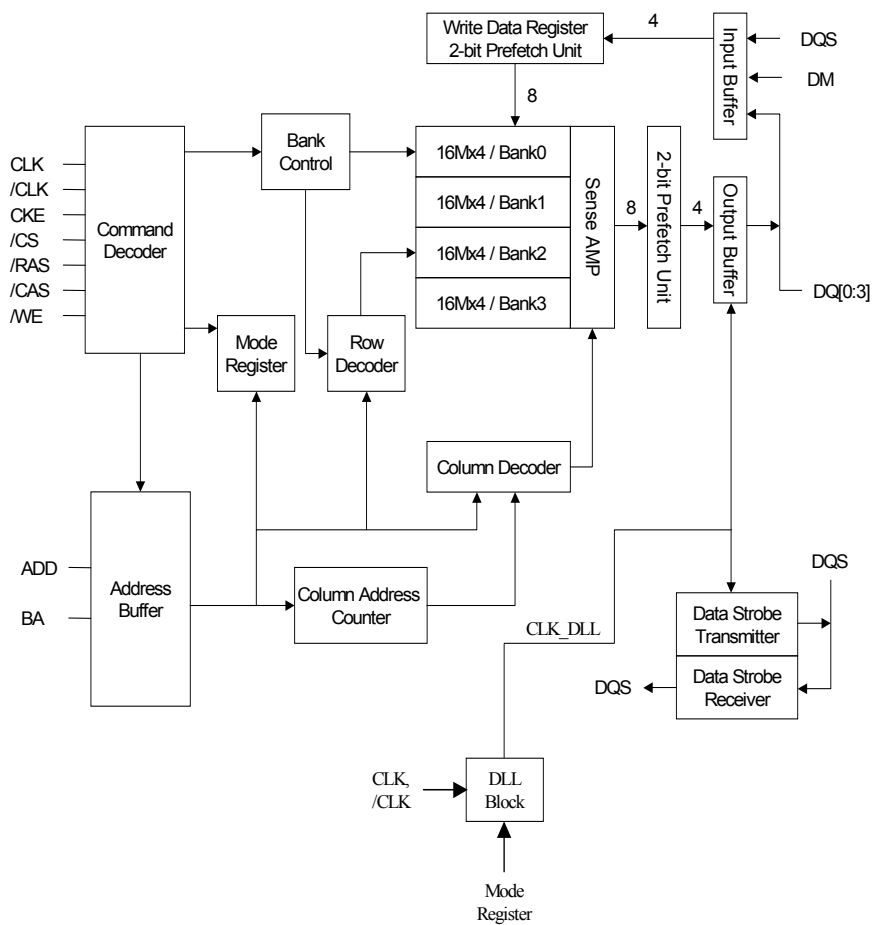 Write Data Register
2-bit Prefetch Unit
4
Input Buffer
DQS
DM
8
Bank
Control
16Mx4 / Bank0
16Mx4 / Bank1
16Mx4 / Bank2
16Mx4 / Bank3
Sense AMP
8
2-bit Prefetch Unit
4
Output Buffer
DQ[0:3]
CLK
/CLK
CKE
/CS
/RAS
/CAS
/WE
Command
Decoder
Mode
Register
Row
Decoder
Column Decoder
ADD
BA
Address
Buffer
Column Address
Counter
CLK_DLL
DQS
Data Strobe
Transmitter
Data Strobe
Receiver
DQS
CLK,
/CLK
DLL
Block
Mode
Register